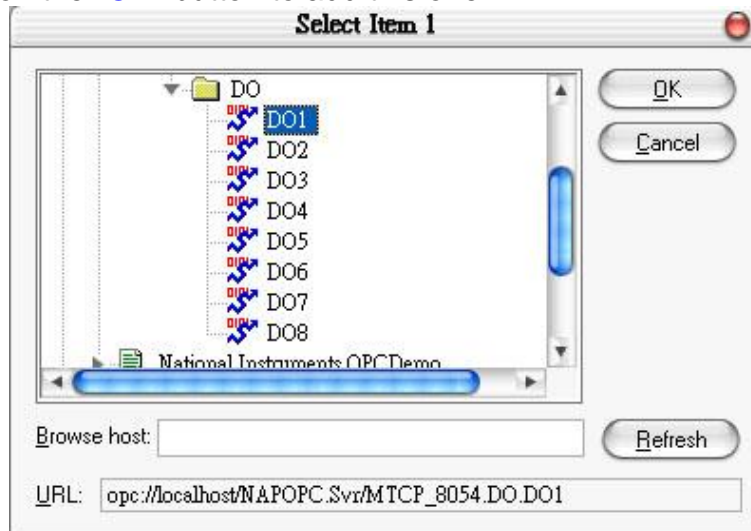 Select Item 1
DO
DO1
DO2
DO3
DO4
DO5
DO6
DO7
DO8
National Instruments OPCDemo
OK
Cancel
Browse host:
Refresh
URL: opc://localhost/NAPOPC.Svr/MTCP_8054.DO.DO1